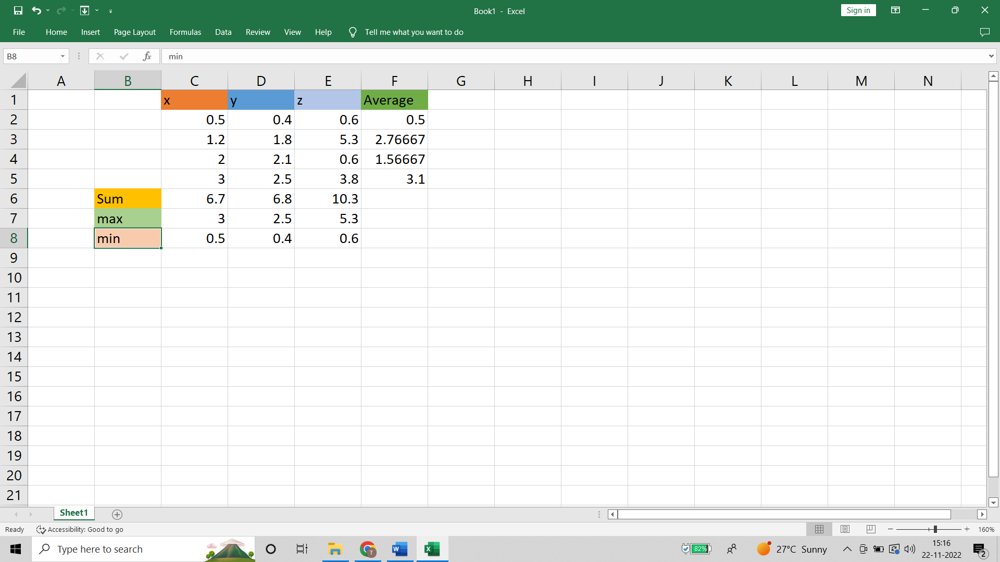 Book1 - Excel
Sign in
File Home Insert Page Layout Formulas Data Review View Help Tell me what you want to do
B8 fx min
A B C D E F G H I J K L M N
1 x y z Average
2 0.5 0.4 0.6 0.5
3 1.2 1.8 5.3 2.76667
4 2 2.1 0.6 1.56667
5 3 2.5 3.8 3.1
6 Sum 6.7 6.8 10.3
7 max 3 2.5 5.3
8 min 0.5 0.4 0.6
9
10
11
12
13
14
15
16
17
18
19
20
21
Sheet1
Ready Accessibility: Good to go 160%
Type here to search T W X 82% 27°C Sunny 15:16
22-11-2022 2